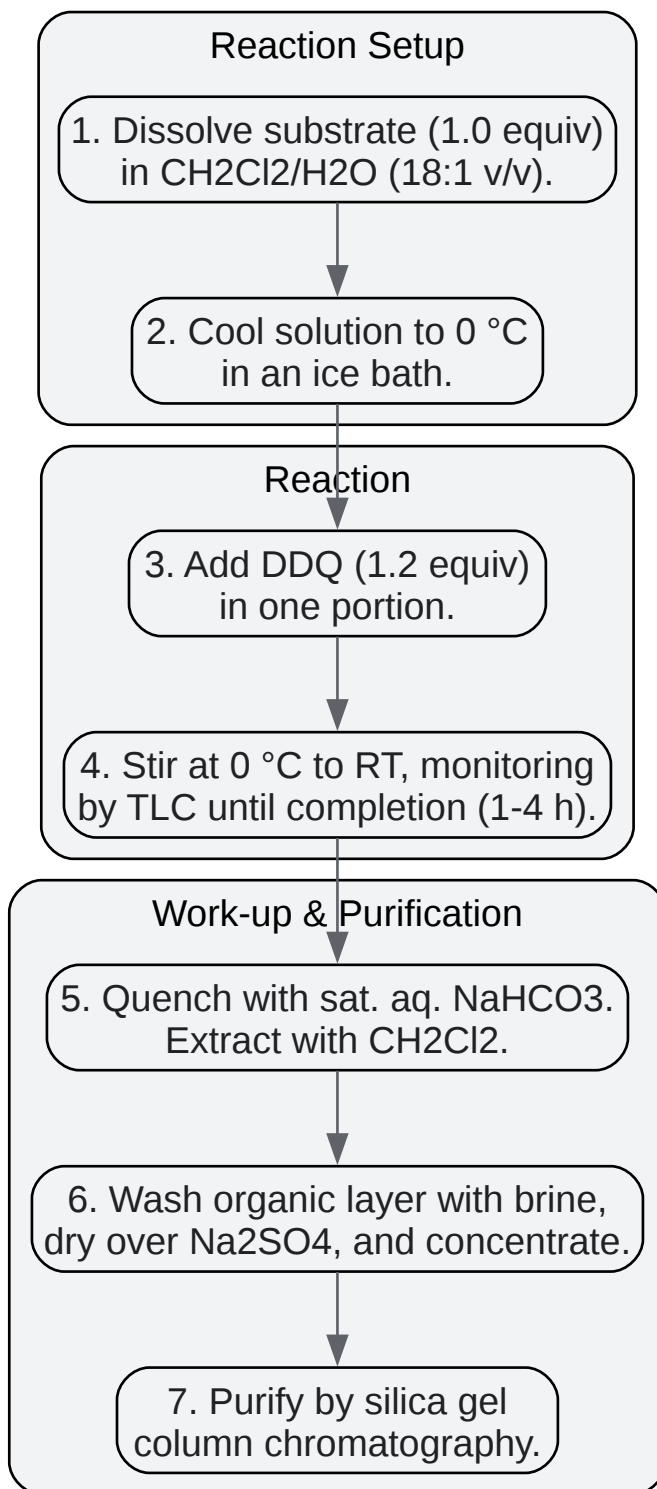 Reaction Setup
1. Dissolve substrate (1.0 equiv)
in CH2Cl2/H2O (18:1 v/v).
2. Cool solution to 0 °C
in an ice bath.
Reaction
3. Add DDQ (1.2 equiv)
in one portion.
4. Stir at 0 °C to RT, monitoring
by TLC until completion (1-4 h).
Work-up & Purification
5. Quench with sat. aq. NaHCO3.
Extract with CH2Cl2.
6. Wash organic layer with brine,
dry over Na2SO4, and concentrate.
7. Purify by silica gel
column chromatography.